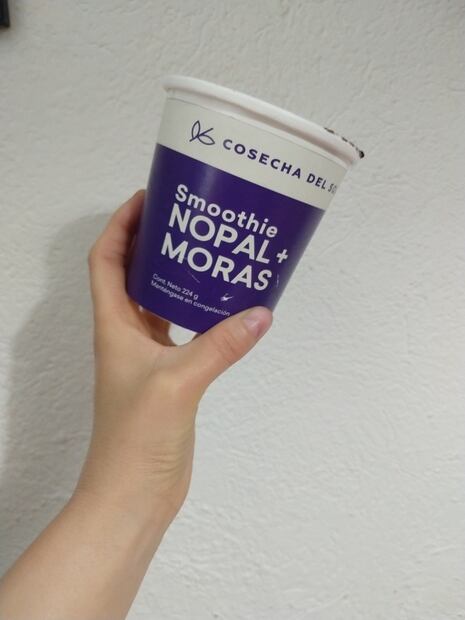 COSECHA DEL
Smoothie
NOPAL +
MORAS
Cont. Neto 224 g
Manténgase en congelación